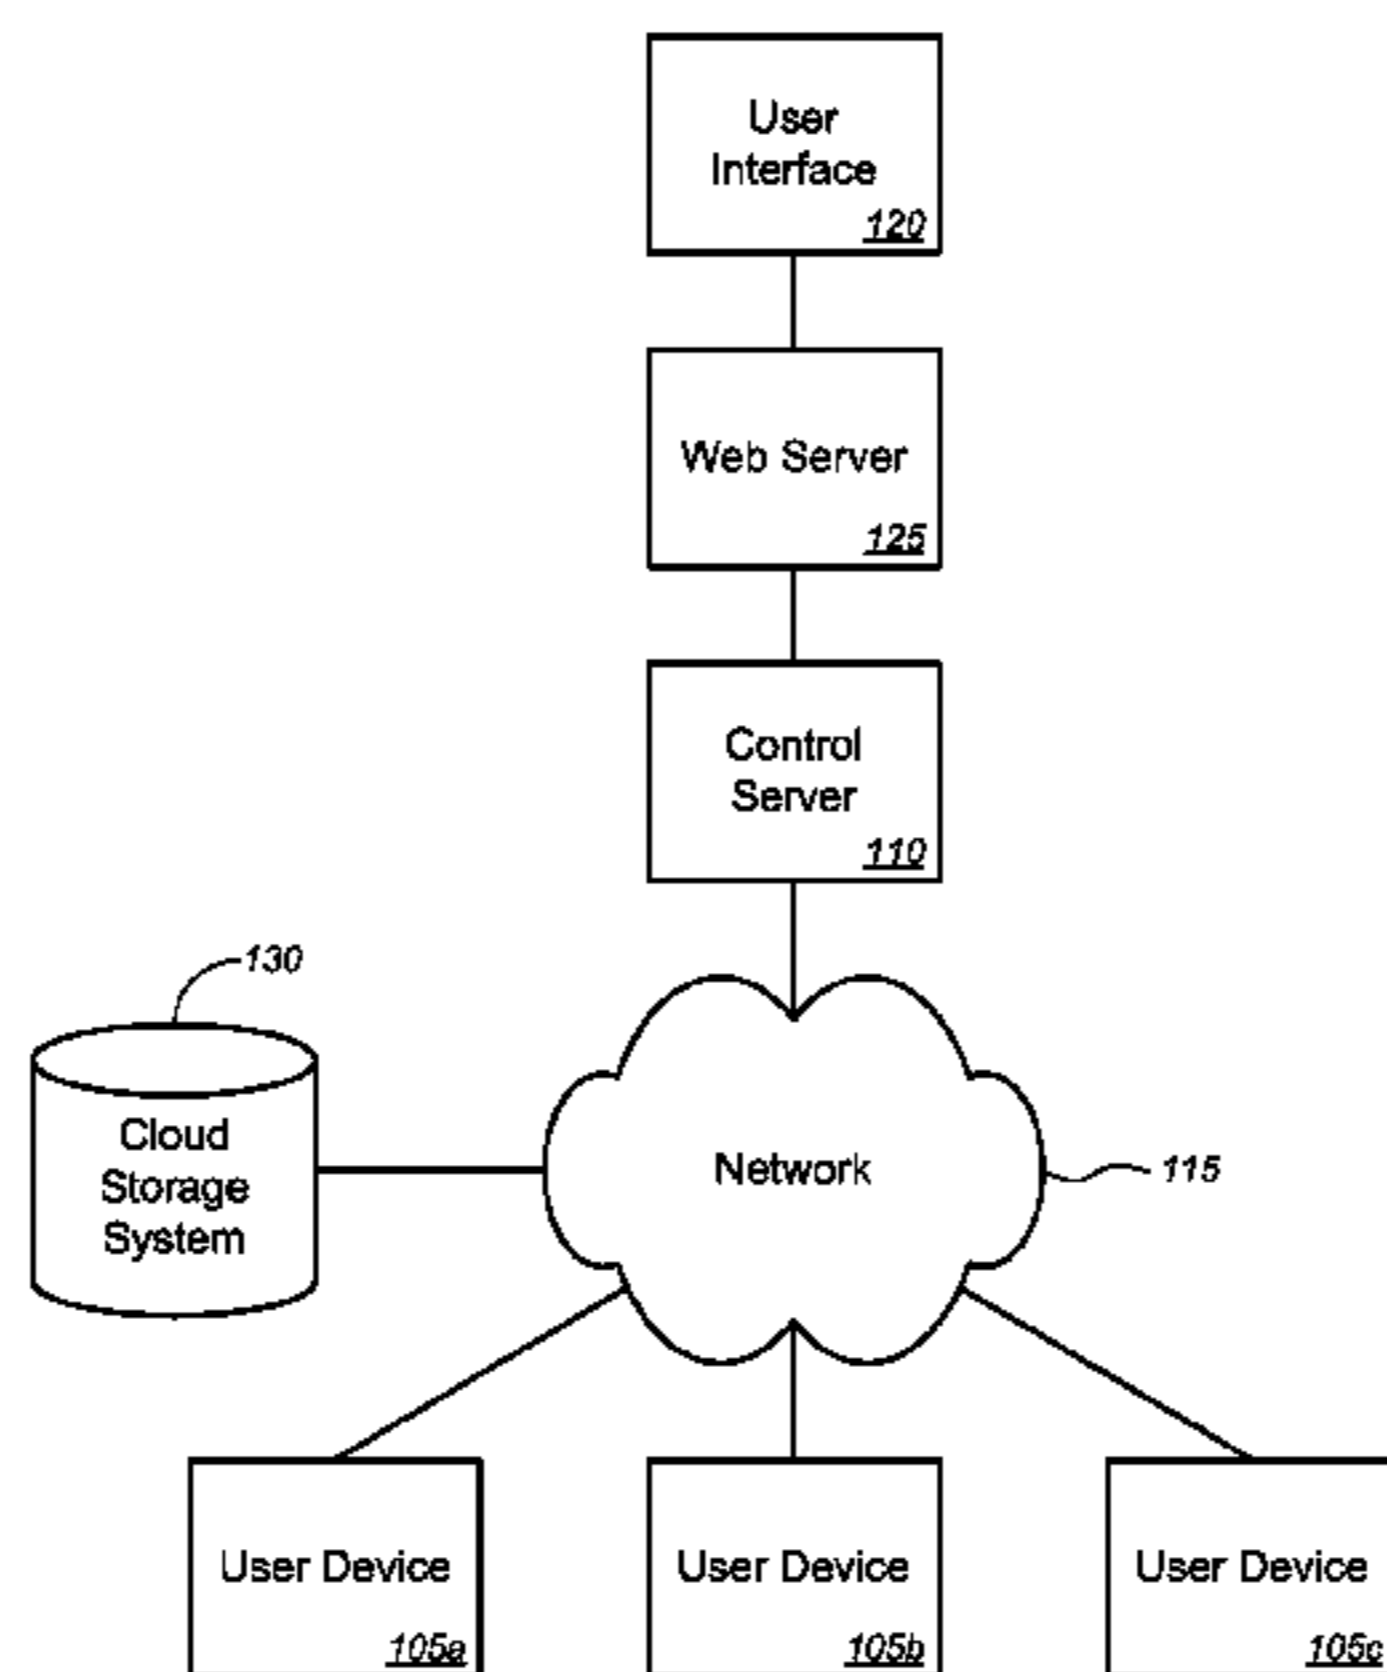 User
Interface
120
Web Server
125
Control
Server
110
130
Cloud
Storage
System
Network
115
User Device
105a
User Device
105b
User Device
105c